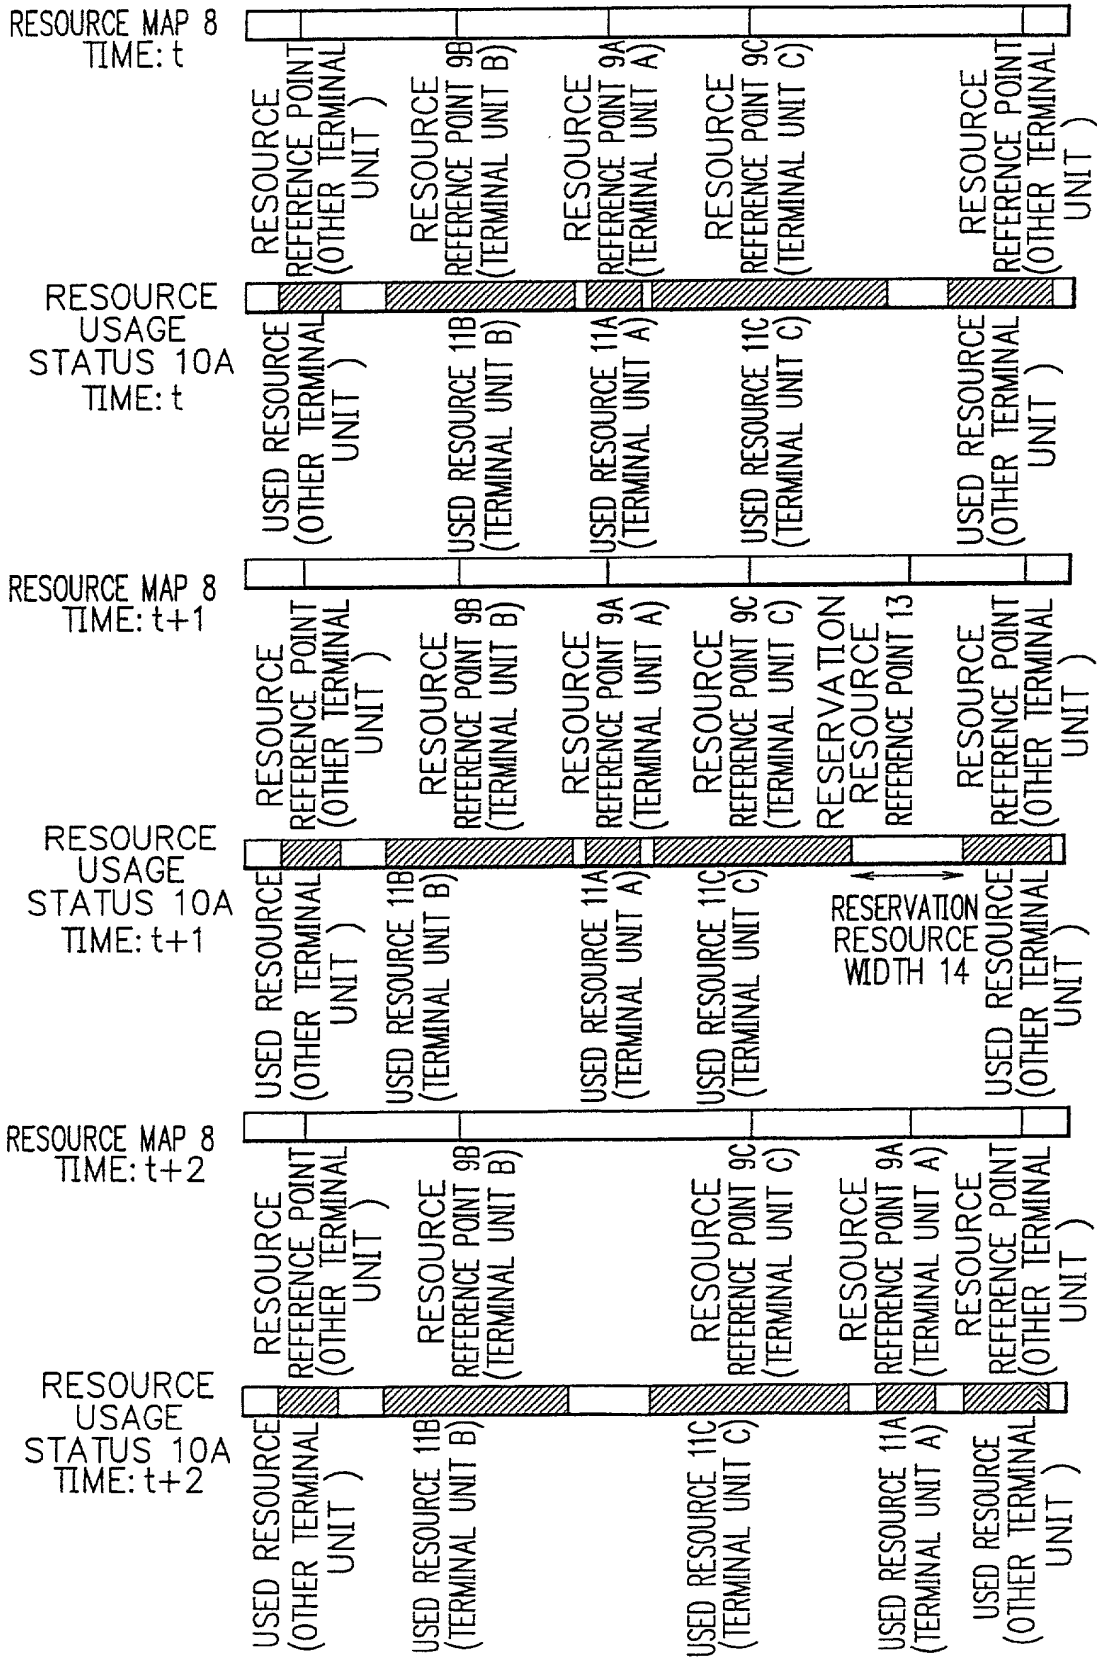 RESOURCE MAP 8
TIME: t
RESOURCE
REFERENCE POINT
(OTHER TERMINAL
UNIT )
RESOURCE
REFERENCE POINT 9B
(TERMINAL UNIT B)
RESOURCE
REFERENCE POINT 9A
(TERMINAL UNIT A)
RESOURCE
REFERENCE POINT 9C
(TERMINAL UNIT C)
RESOURCE
REFERENCE POINT
(OTHER TERMINAL
UNIT )
RESOURCE
USAGE
STATUS 10A
TIME: t
USED RESOURCE
(OTHER TERMINAL
UNIT )
USED RESOURCE 11B
(TERMINAL UNIT B)
USED RESOURCE 11A
(TERMINAL UNIT A)
USED RESOURCE 11C
(TERMINAL UNIT C)
USED RESOURCE
(OTHER TERMINAL
UNIT )
RESOURCE MAP 8
TIME: t+1
RESOURCE
REFERENCE POINT
(OTHER TERMINAL
UNIT )
RESOURCE
REFERENCE POINT 9B
(TERMINAL UNIT B)
RESOURCE
REFERENCE POINT 9A
(TERMINAL UNIT A)
RESOURCE
REFERENCE POINT 9C
(TERMINAL UNIT C)
RESERVATION
RESOURCE
REFERENCE POINT 13
RESOURCE
REFERENCE POINT
(OTHER TERMINAL
UNIT )
RESOURCE
USAGE
STATUS 10A
TIME: t+1
USED RESOURCE
(OTHER TERMINAL
UNIT )
USED RESOURCE 11B
(TERMINAL UNIT B)
USED RESOURCE 11A
(TERMINAL UNIT A)
USED RESOURCE 11C
(TERMINAL UNIT C)
RESERVATION
RESOURCE
WIDTH 14
USED RESOURCE
(OTHER TERMINAL
UNIT )
RESOURCE MAP 8
TIME: t+2
RESOURCE
REFERENCE POINT
(OTHER TERMINAL
UNIT )
RESOURCE
REFERENCE POINT 9B
(TERMINAL UNIT B)
RESOURCE
REFERENCE POINT 9C
(TERMINAL UNIT C)
RESOURCE
REFERENCE POINT 9A
(TERMINAL UNIT A)
RESOURCE
REFERENCE POINT
(OTHER TERMINAL
UNIT )
RESOURCE
USAGE
STATUS 10A
TIME: t+2
USED RESOURCE
(OTHER TERMINAL
UNIT )
USED RESOURCE 11B
(TERMINAL UNIT B)
USED RESOURCE 11C
(TERMINAL UNIT C)
USED RESOURCE 11A
(TERMINAL UNIT A)
USED RESOURCE
(OTHER TERMINAL
UNIT )